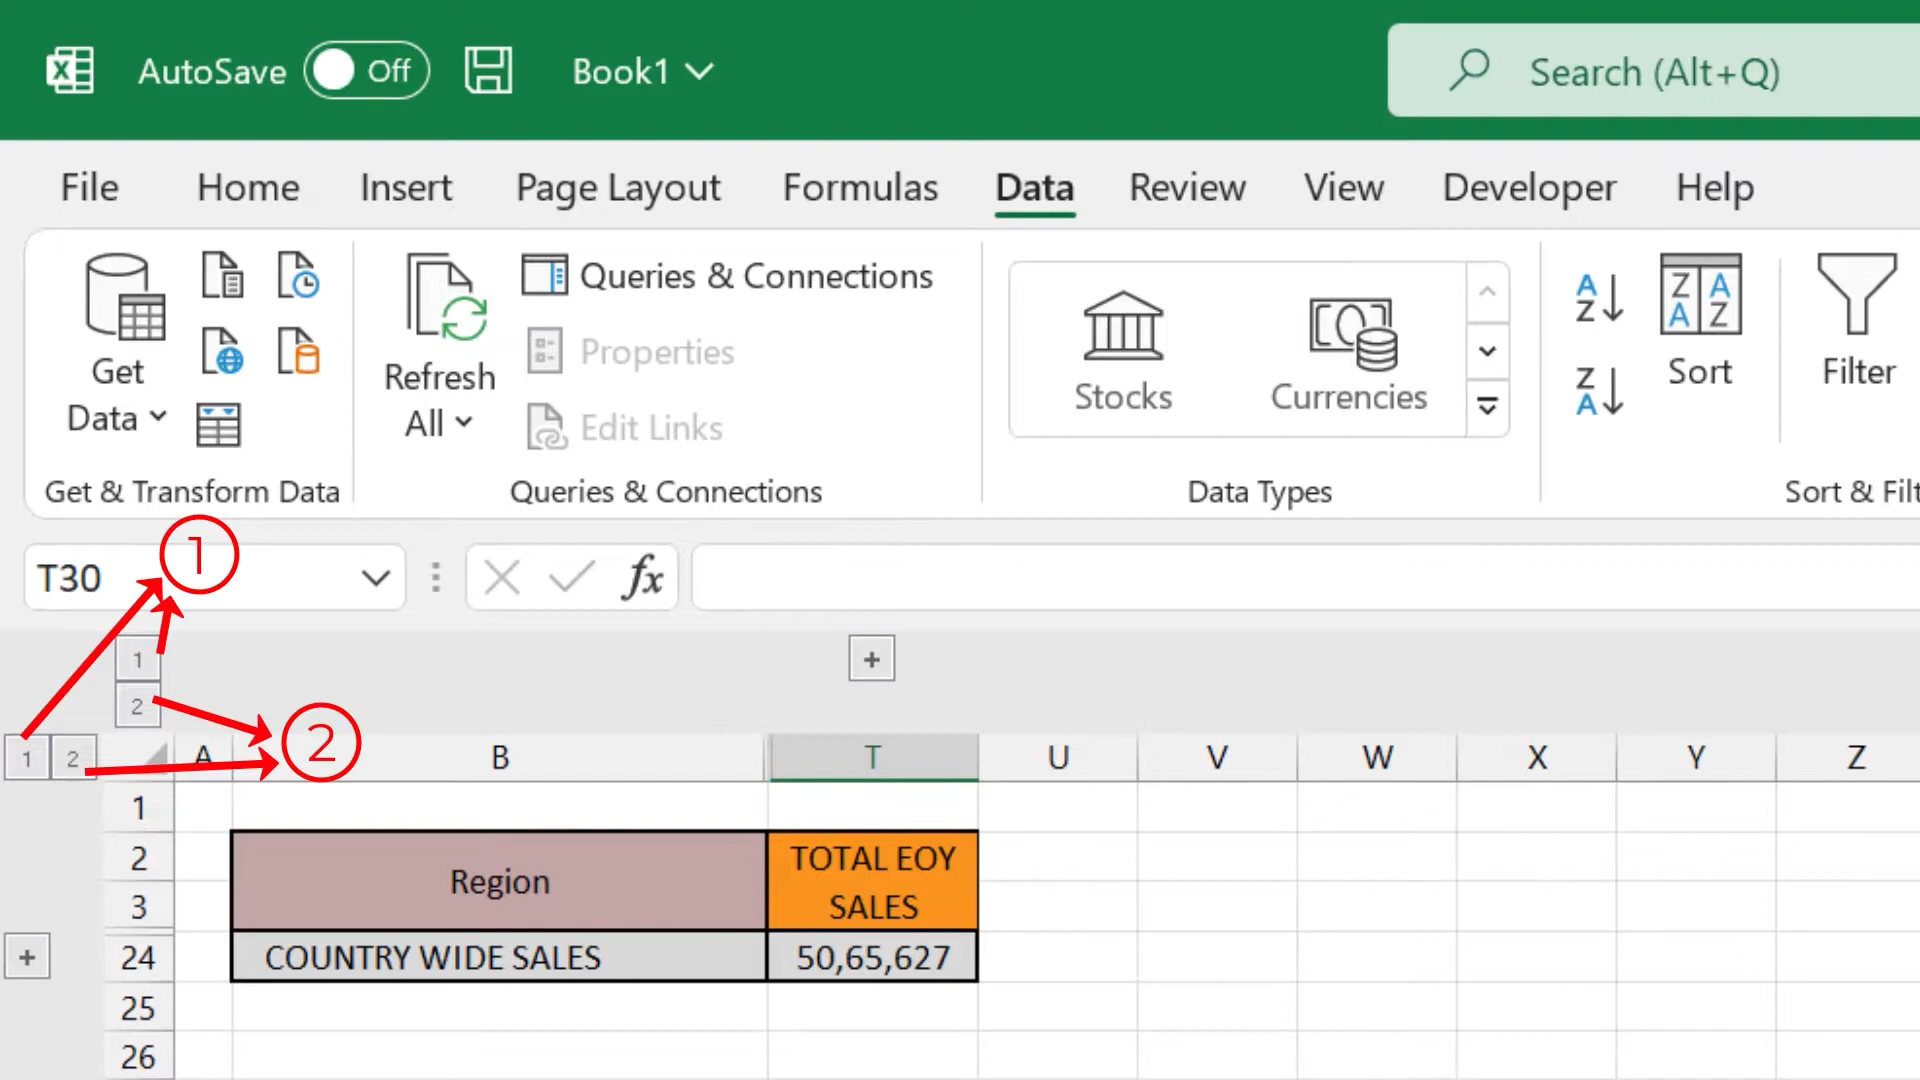 AutoSave Off Book1 Search (Alt+Q)
File Home Insert Page Layout Formulas Data Review View Developer Help
Get Data
Refresh All
Queries & Connections
Properties
Edit Links
Stocks
Currencies
Sort
Filter
Get & Transform Data
Queries & Connections
Data Types
Sort & Filt
T30
fx
1
1
2
2
1 2
A B T U V W X Y Z
1
2
3
Region
TOTAL EOY
SALES
24 COUNTRY WIDE SALES 50,65,627
25
26